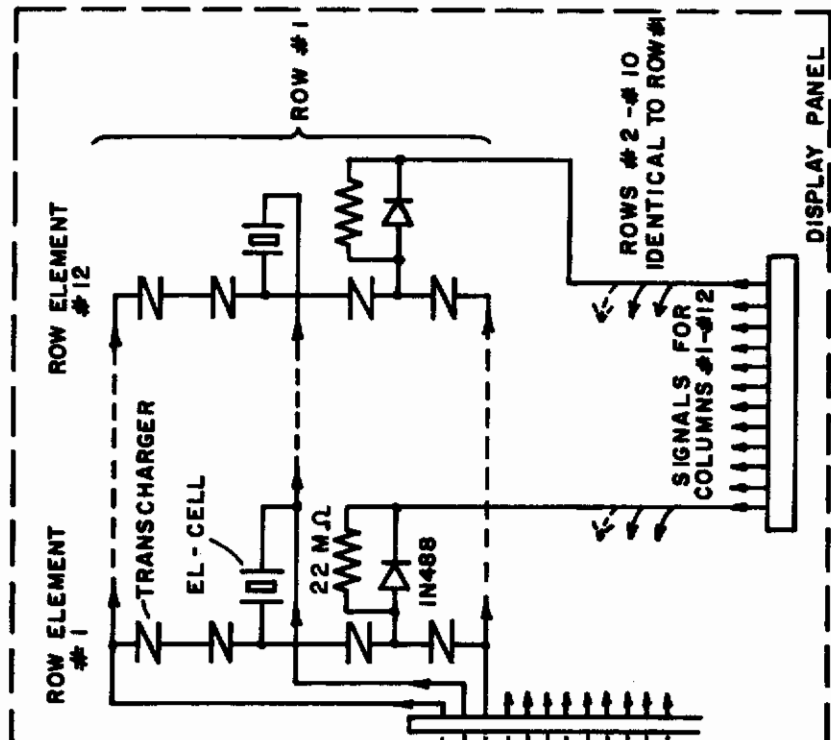 ROW ELEMENT
#1
TRANSCHARGER
EL-CELL
22 MΩ
1N488
ROW ELEMENT
#12
ROW #1
SIGNALS FOR
COLUMNS #1-#12
ROWS #2-#10
IDENTICAL TO ROW #1
DISPLAY PANEL